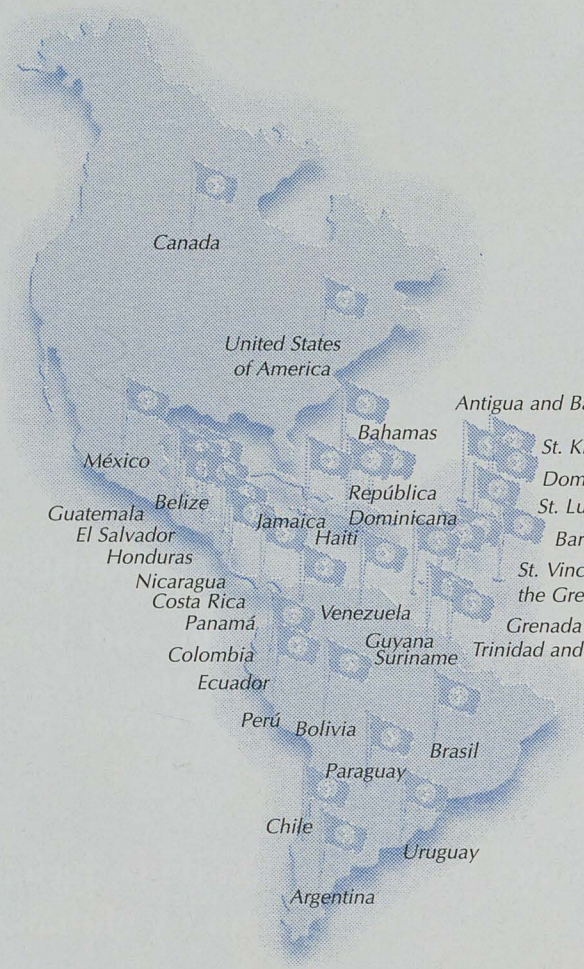 Canada
United States
of America
Antigua and Ba
Bahamas
México
St. K
Dom
República
Dominicana
Belize
St. Lu
Guatemala
El Salvador
Jamaica
Haiti
Bar
Honduras
St. Vinc
the Gre
Nicaragua
Costa Rica
Panamá
Venezuela
Grenada
Guyana
Suriname
Trinidad and
Colombia
Ecuador
Perú
Bolivia
Brasil
Paraguay
Chile
Uruguay
Argentina